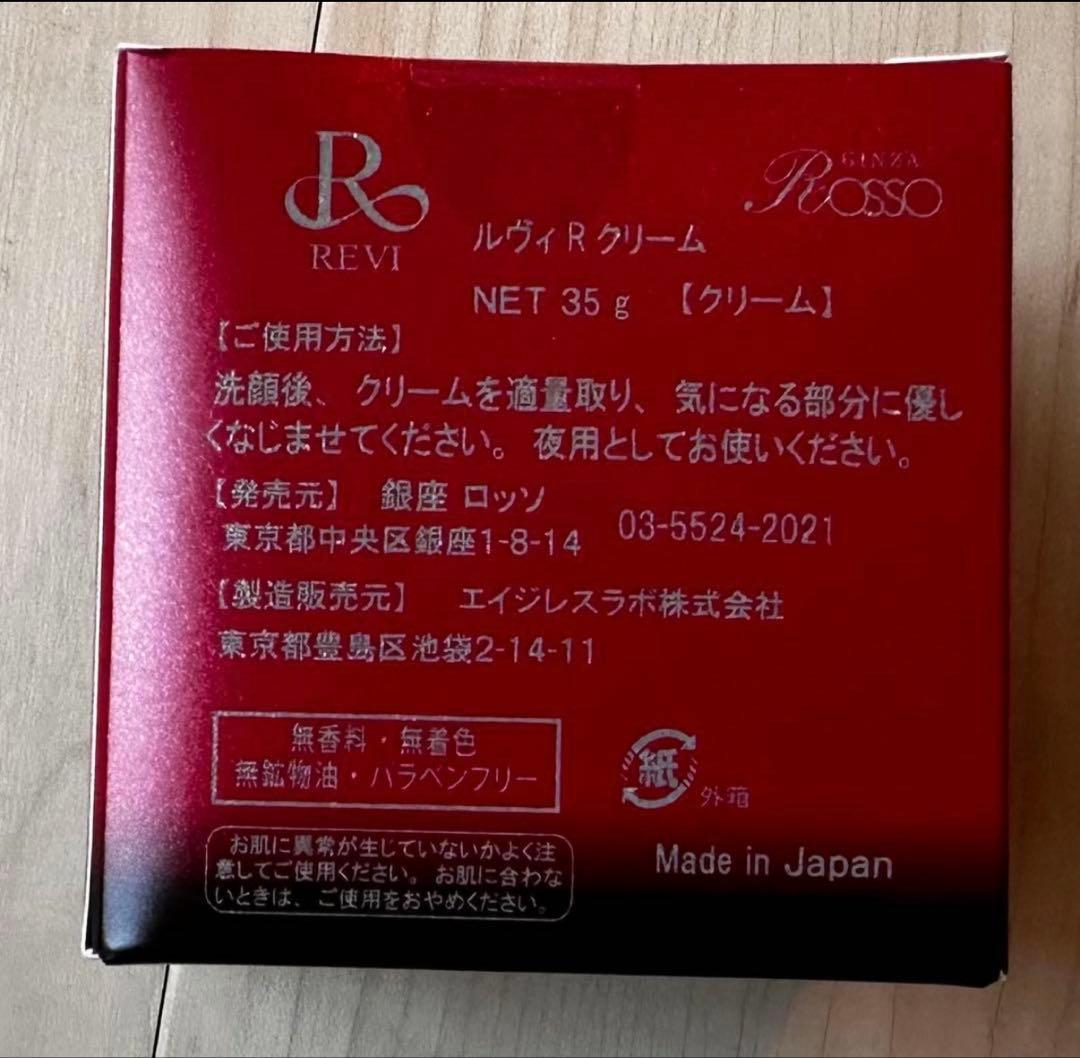 R
REVI
GINZA
Rosso
ルヴィ R クリーム
NET 35 g 【クリーム】
【ご使用方法】
洗顔後、クリームを適量取り、気になる部分に優し
くなじませてください。夜用としてお使いください。
【発売元】 銀座 ロッソ
東京都中央区銀座1-8-14 03-5524-2021
【製造販売元】 エイジレスラボ株式会社
東京都豊島区池袋2-14-11
無香料・無着色
無鉱物油・パラベンフリー
紙
外箱
お肌に異常が生じていないかよく注
意してご使用ください。お肌に合わな
いときは、ご使用をおやめください。
Made in Japan